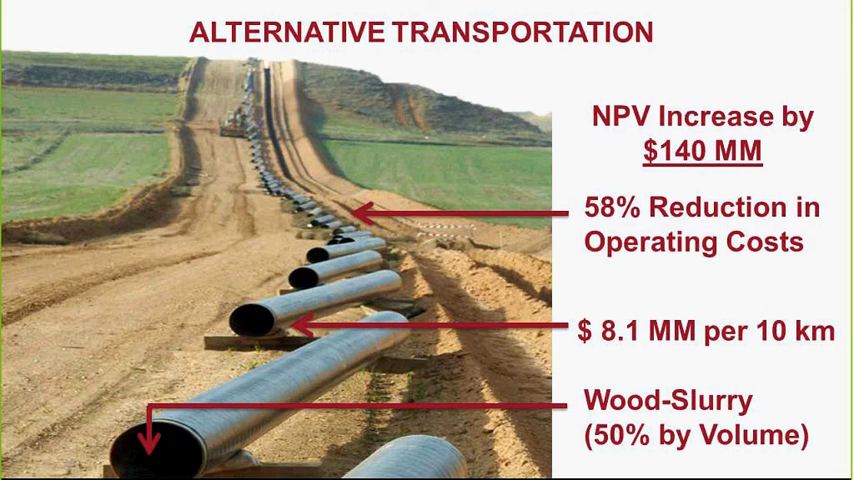 ALTERNATIVE TRANSPORTATION
NPV Increase by
$140 MM
58% Reduction in
Operating Costs
$ 8.1 MM per 10 km
Wood-Slurry
(50% by Volume)